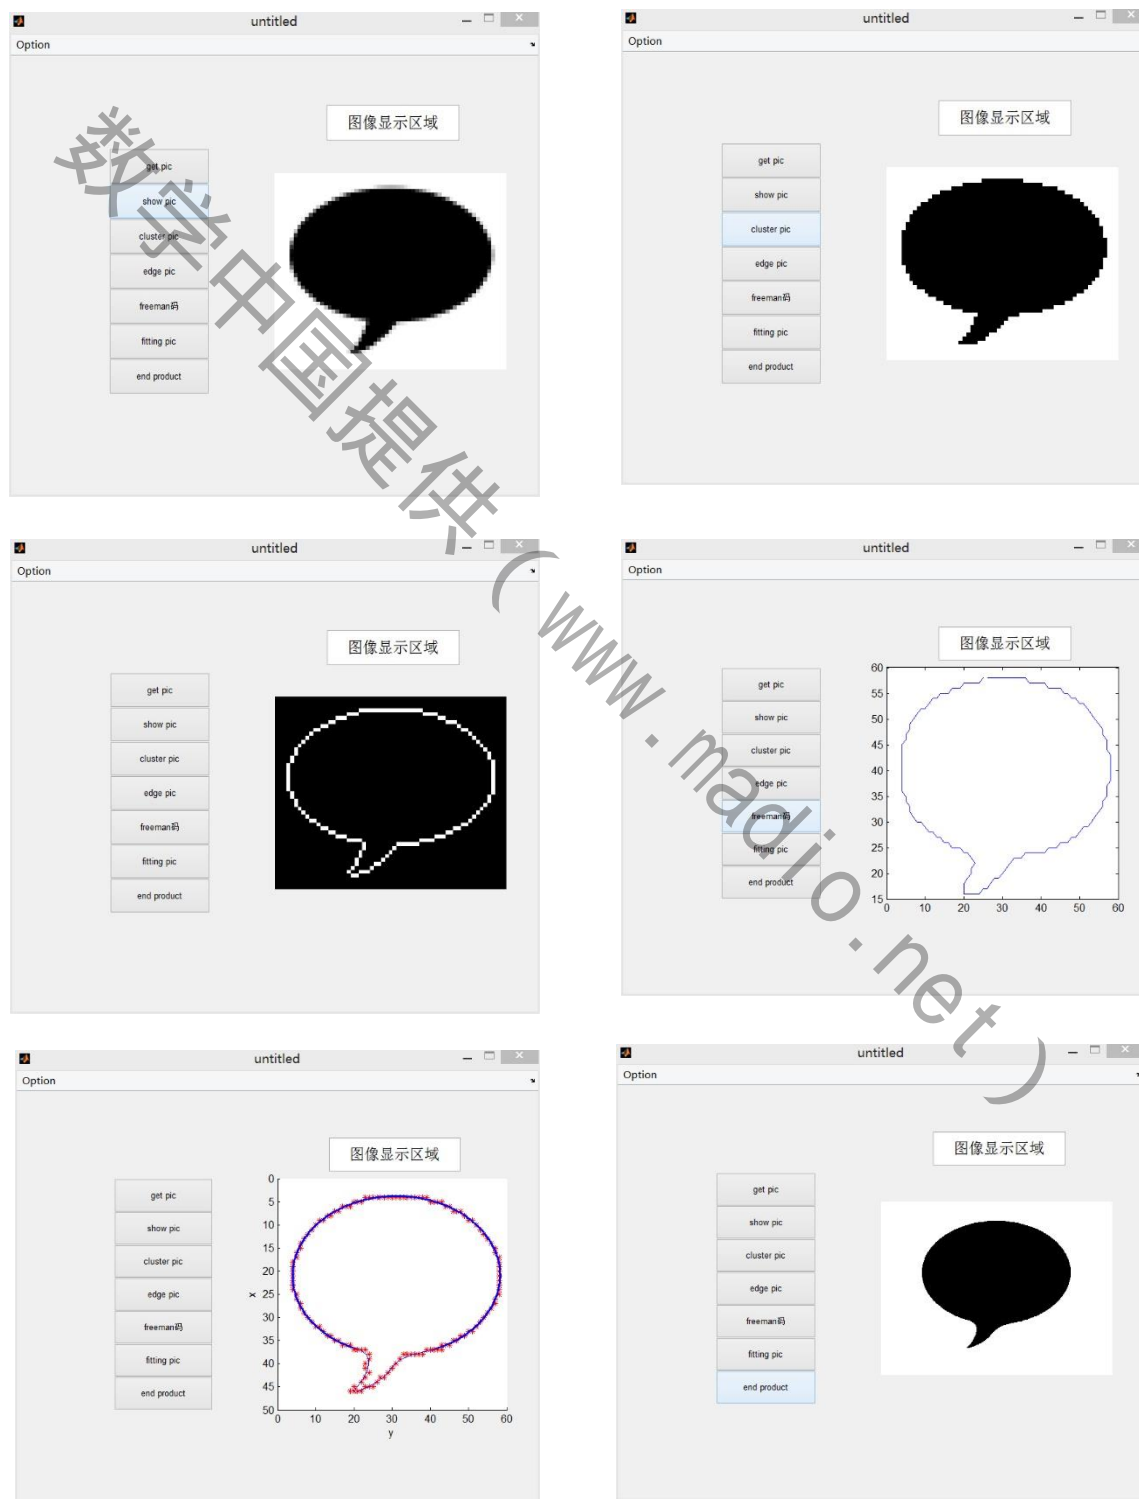 untitled
Option
图像显示区域
get pic
show pic
cluster pic
edge pic
freeman码
fitting pic
end product
untitled
Option
图像显示区域
get pic
show pic
cluster pic
edge pic
freeman码
fitting pic
end product
untitled
Option
图像显示区域
get pic
show pic
cluster pic
edge pic
freeman码
fitting pic
end product
untitled
Option
图像显示区域
get pic
show pic
cluster pic
edge pic
freeman码
fitting pic
end product
60
55
50
45
40
35
30
25
20
15
0 10 20 30 40 50 60
untitled
Option
图像显示区域
get pic
show pic
cluster pic
edge pic
freeman码
fitting pic
end product
0
5
10
15
20
x
25
30
35
40
45
50
0 10 20 30 40 50 60
y
untitled
Option
图像显示区域
get pic
show pic
cluster pic
edge pic
freeman码
fitting pic
end product
数学中国提供(www.madio.net)